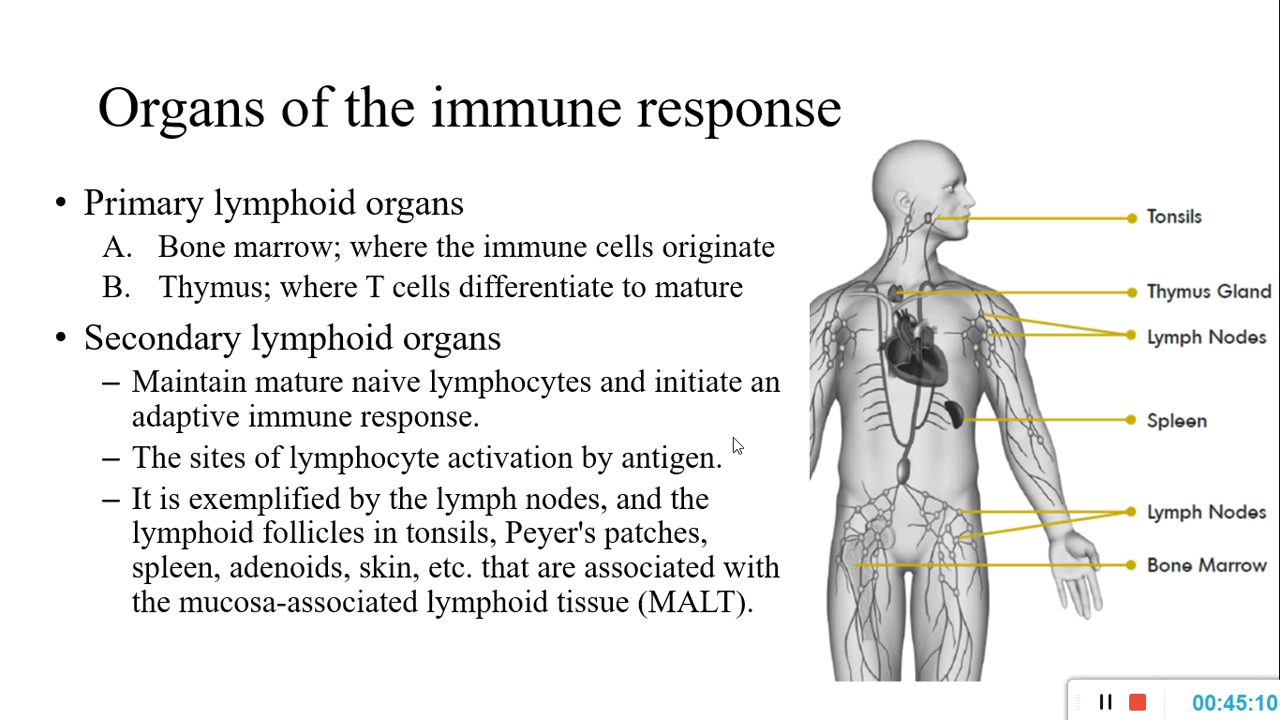 Organs of the immune response
• Primary lymphoid organs
A. Bone marrow; where the immune cells originate
B. Thymus; where T cells differentiate to mature
• Secondary lymphoid organs
– Maintain mature naive lymphocytes and initiate an
adaptive immune response.
– The sites of lymphocyte activation by antigen.
– It is exemplified by the lymph nodes, and the
lymphoid follicles in tonsils, Peyer's patches,
spleen, adenoids, skin, etc. that are associated with
the mucosa-associated lymphoid tissue (MALT).
Tonsils
Thymus Gland
Lymph Nodes
Spleen
Lymph Nodes
Bone Marrow
00:45:10